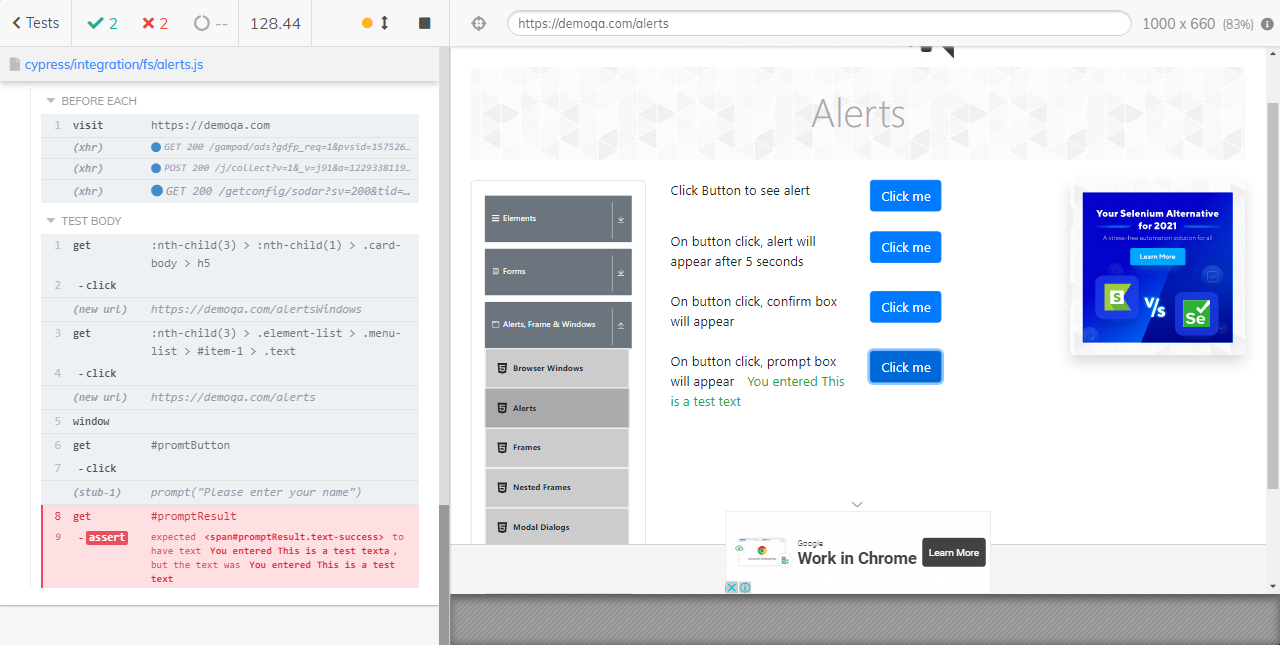 Tests
2
2
--
128.44
https://demoqa.com/alerts
1000 x 660 (83%)
cypress/integration/fs/alerts.js
BEFORE EACH
1 visit https://demoqa.com
(xhr) GET 200 /gampad/ads?gdfp_req=1&pvsid=157526…
(xhr) POST 200 /j/collect?v=1&_v=j91&a=1229338119…
(xhr) GET 200 /getconfig/sodar?sv=200&tid=…
TEST BODY
1 get :nth-child(3) > :nth-child(1) > .card-
body > h5
2 -click
(new url) https://demoqa.com/alertsWindows
3 get :nth-child(3) > .element-list > .menu-
list > #item-1 > .text
4 -click
(new url) https://demoqa.com/alerts
5 window
6 get #promtButton
7 -click
(stub-1) prompt("Please enter your name")
8 get #promptResult
9 -assert expected <span#promptResult.text-success> to
have text You entered This is a test texta ,
but the text was You entered This is a test
text
Alerts
Elements
Forms
Alerts, Frame & Windows
Browser Windows
Alerts
Frames
Nested Frames
Modal Dialogs
Click Button to see alert
Click me
On button click, alert will
appear after 5 seconds
Click me
On button click, confirm box
will appear
Click me
On button click, prompt box
will appear You entered This
is a test text
Click me
Your Selenium Alternative
for 2021
A stress-free automation solution for all
Learn More
S
V/s
Se
Google
Work in Chrome
Learn More